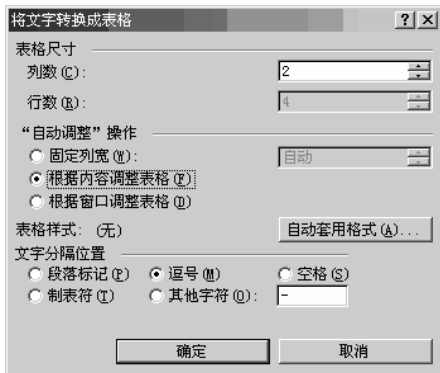 将文字转换成表格
表格尺寸
列数(C): 2
行数(R): 4
“自动调整”操作
固定列宽(W): 自动
根据内容调整表格(F)
根据窗口调整表格(D)
表格样式: (无) 自动套用格式(A)...
文字分隔位置
段落标记(P) 逗号(M) 空格(S)
制表符(T) 其他字符(O): -
确定 取消